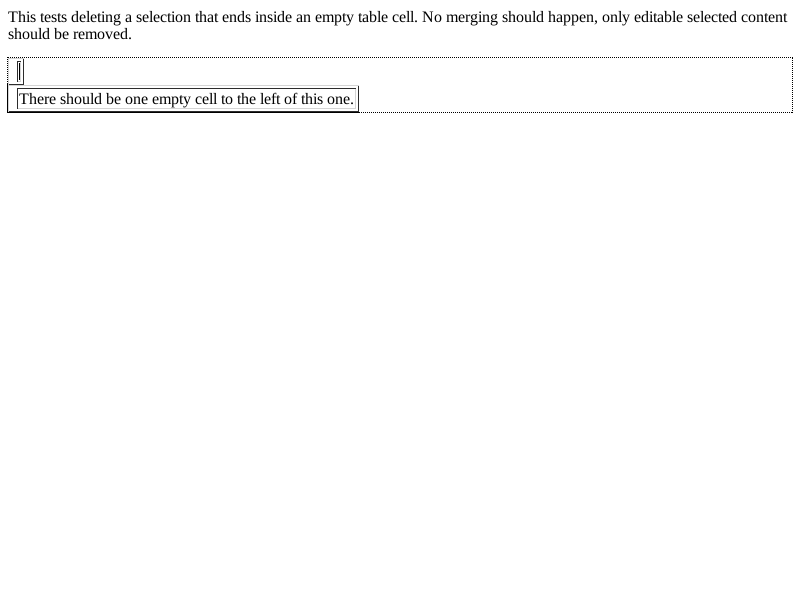 This tests deleting a selection that ends inside an empty table cell. No merging should happen, only editable selected content
should be removed.
There should be one empty cell to the left of this one.